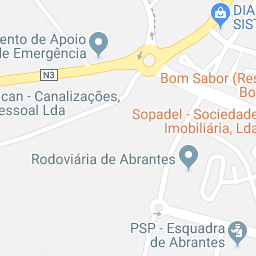 DIA
SIST
ento de Apoio
de Emergência
N3
Bom Sabor (Res
Bo
can - Canalizações,
essoal Lda
Sopadel - Sociedade
Imobiliária, Lda
Rodoviária de Abrantes
PSP - Esquadra
de Abrantes